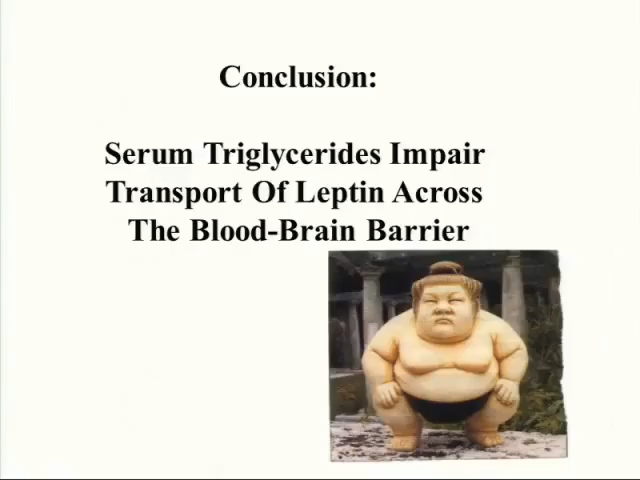 Conclusion:
Serum Triglycerides Impair
Transport Of Leptin Across
The Blood-Brain Barrier